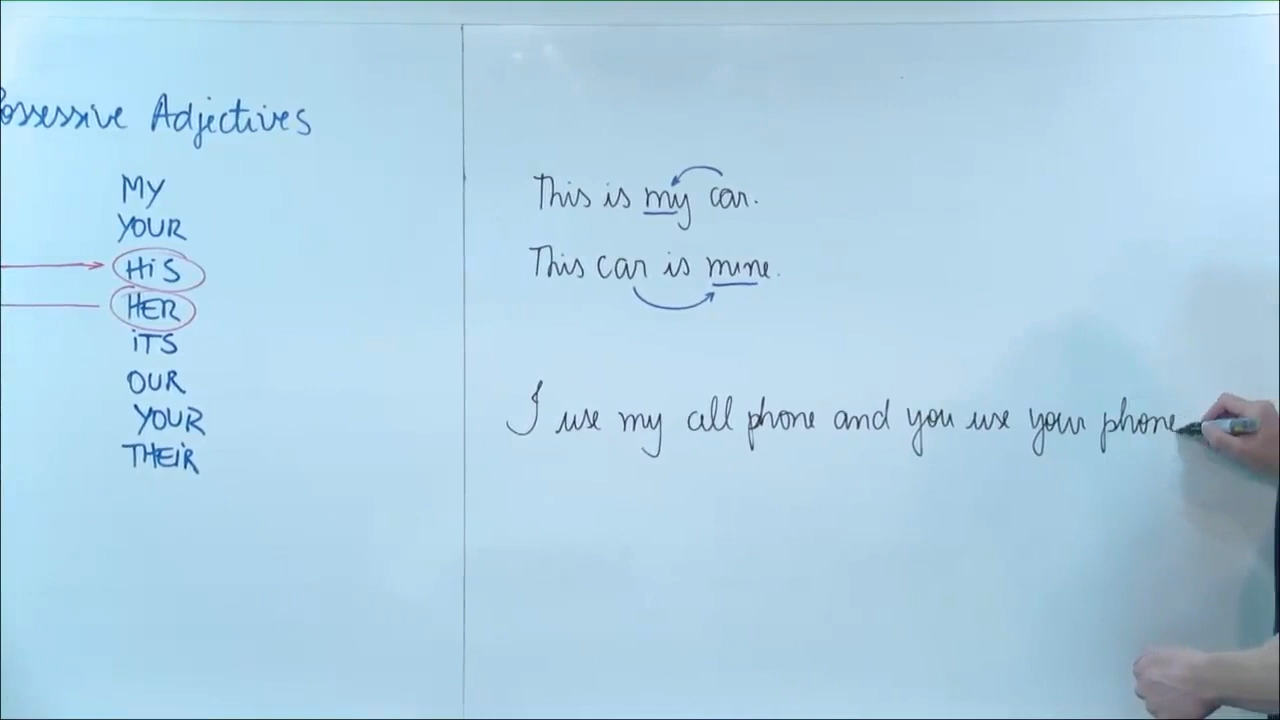 Possessive Adjectives
MY
YOUR
HiS
HER
iTS
OUR
YOUR
THEiR
This is my car.
This car is mine.
I use my cell phone and you use your phone